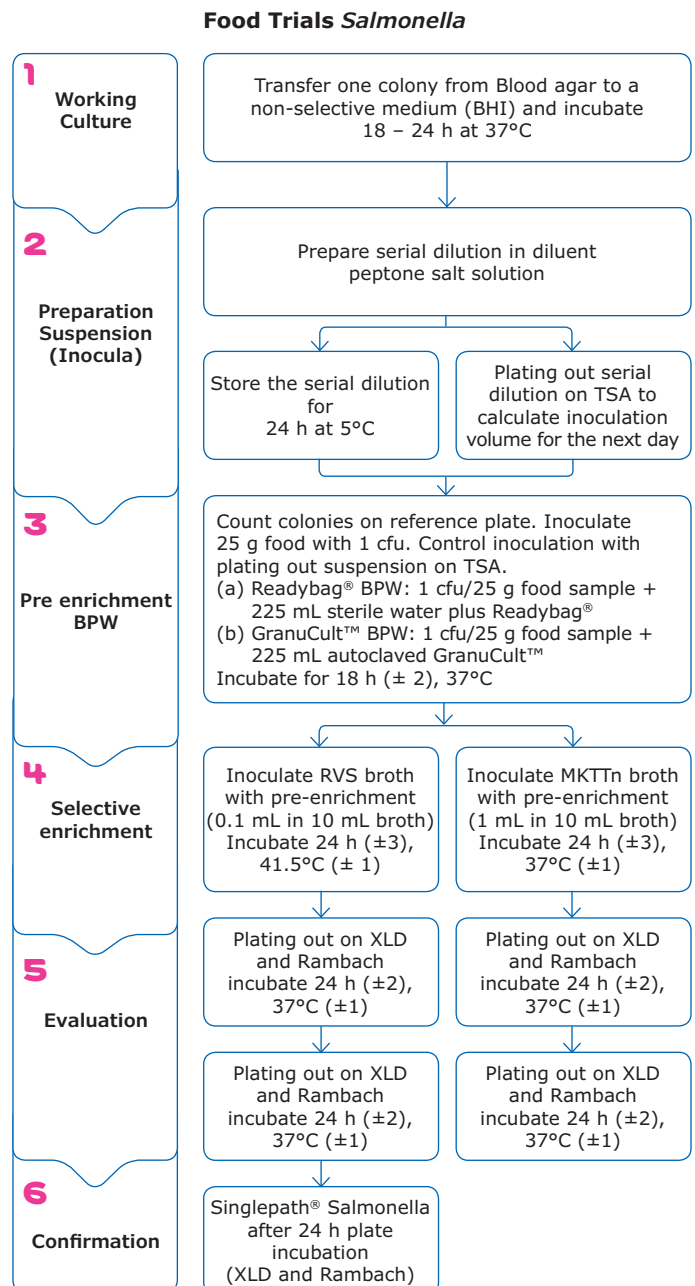 Food Trials Salmonella
1
Working
Culture
Transfer one colony from Blood agar to a
non-selective medium (BHI) and incubate
18 – 24 h at 37°C
2
Preparation
Suspension
(Inocula)
Prepare serial dilution in diluent
peptone salt solution
Store the serial dilution
for
24 h at 5°C
Plating out serial
dilution on TSA to
calculate inoculation
volume for the next day
3
Pre enrichment
BPW
Count colonies on reference plate. Inoculate
25 g food with 1 cfu. Control inoculation with
plating out suspension on TSA.
(a) Readybag® BPW: 1 cfu/25 g food sample +
225 mL sterile water plus Readybag®
(b) GranuCult™ BPW: 1 cfu/25 g food sample +
225 mL autoclaved GranuCult™
Incubate for 18 h (± 2), 37°C
4
Selective
enrichment
Inoculate RVS broth
with pre-enrichment
(0.1 mL in 10 mL broth)
Incubate 24 h (±3),
41.5°C (± 1)
Inoculate MKTTn broth
with pre-enrichment
(1 mL in 10 mL broth)
Incubate 24 h (±3),
37°C (±1)
5
Evaluation
Plating out on XLD
and Rambach
incubate 24 h (±2),
37°C (±1)
Plating out on XLD
and Rambach
incubate 24 h (±2),
37°C (±1)
Plating out on XLD
and Rambach
incubate 24 h (±2),
37°C (±1)
Plating out on XLD
and Rambach
incubate 24 h (±2),
37°C (±1)
6
Confirmation
Singlepath® Salmonella
after 24 h plate
incubation
(XLD and Rambach)